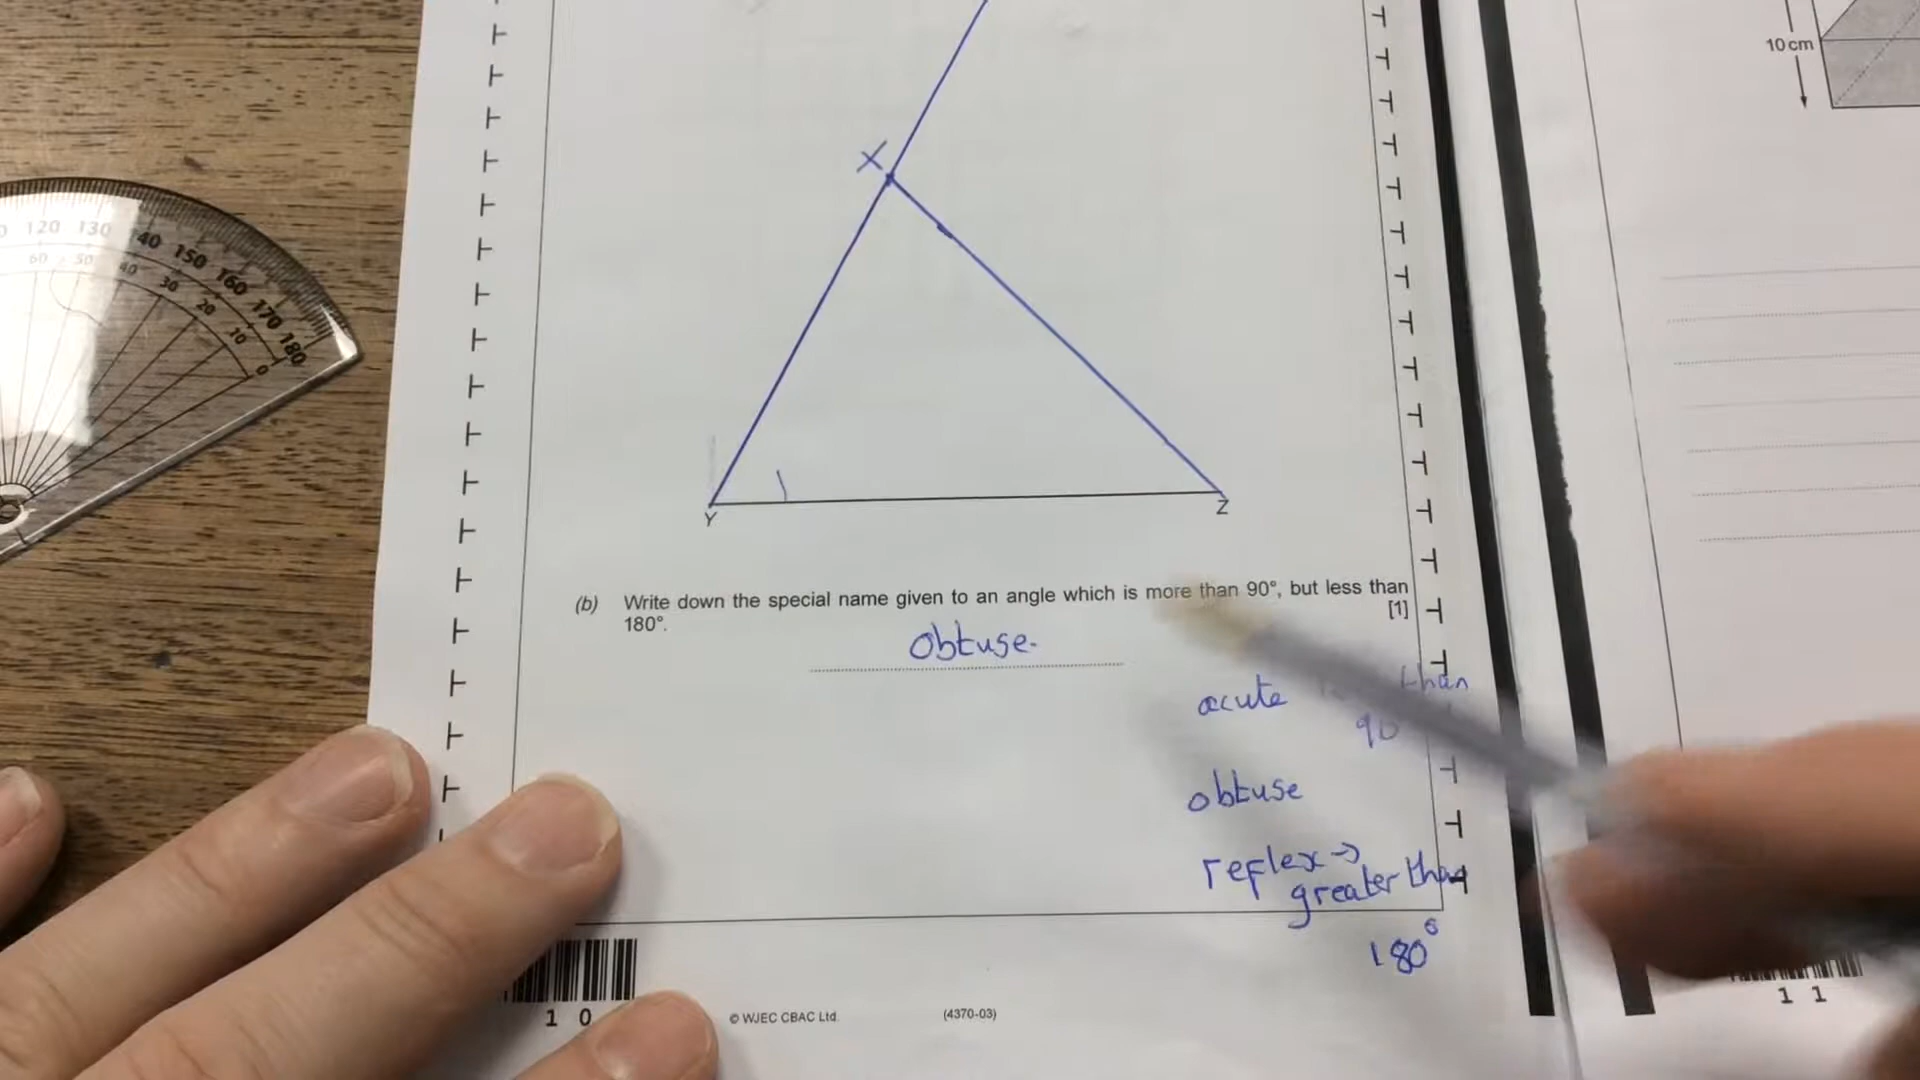 10 cm
120 130 140 150 160 170 180
60 50 40 30 20 10 0
X
Y
Z
(b) Write down the special name given to an angle which is more than 90°, but less than
180°.
[1]
Obtuse.
acute than
90
obtuse
reflex →
greater than
180°
1 0
© WJEC CBAC Ltd.
(4370-03)
1 1